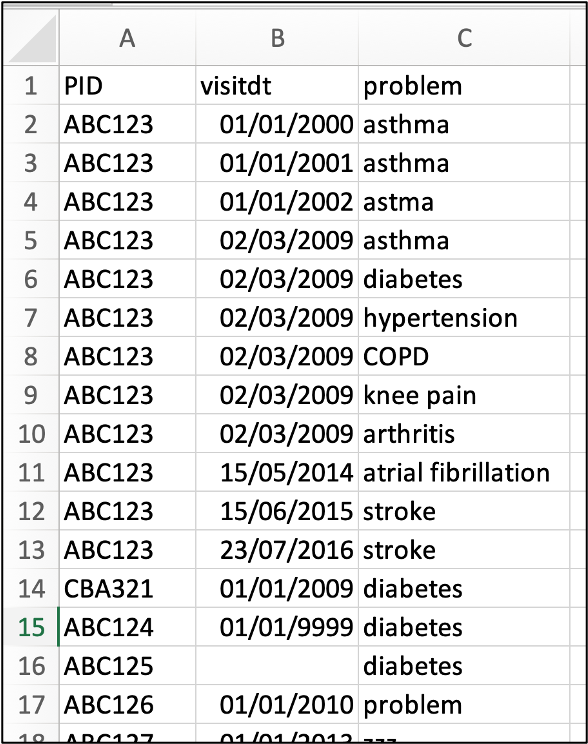 A B C
1 PID visitdt problem
2 ABC123 01/01/2000 asthma
3 ABC123 01/01/2001 asthma
4 ABC123 01/01/2002 astma
5 ABC123 02/03/2009 asthma
6 ABC123 02/03/2009 diabetes
7 ABC123 02/03/2009 hypertension
8 ABC123 02/03/2009 COPD
9 ABC123 02/03/2009 knee pain
10 ABC123 02/03/2009 arthritis
11 ABC123 15/05/2014 atrial fibrillation
12 ABC123 15/06/2015 stroke
13 ABC123 23/07/2016 stroke
14 CBA321 01/01/2009 diabetes
15 ABC124 01/01/9999 diabetes
16 ABC125 diabetes
17 ABC126 01/01/2010 problem
18 ABC127 01/01/2013 zzz